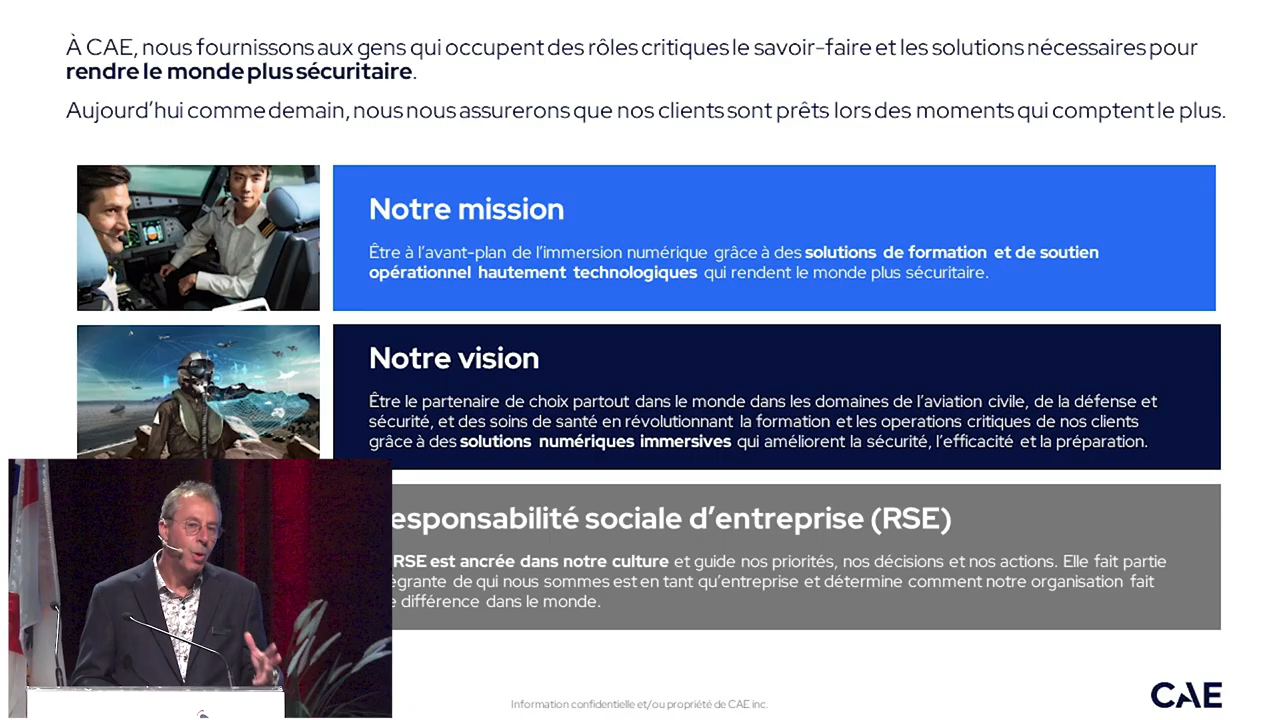 À CAE, nous fournissons aux gens qui occupent des rôles critiques le savoir-faire et les solutions nécessaires pour
rendre le monde plus sécuritaire.
Aujourd’hui comme demain, nous nous assurerons que nos clients sont prêts lors des moments qui comptent le plus.
Notre mission
Être à l’avant-plan de l’immersion numérique grâce à des solutions de formation et de soutien
opérationnel hautement technologiques qui rendent le monde plus sécuritaire.
Notre vision
Être le partenaire de choix partout dans le monde dans les domaines de l’aviation civile, de la défense et
sécurité, et des soins de santé en révolutionnant la formation et les operations critiques de nos clients
grâce à des solutions numériques immersives qui améliorent la sécurité, l’efficacité et la préparation.
esponsabilité sociale d’entreprise (RSE)
RSE est ancrée dans notre culture et guide nos priorités, nos décisions et nos actions. Elle fait partie
égrante de qui nous sommes est en tant qu’entreprise et détermine comment notre organisation fait
e différence dans le monde.
Information confidentielle et/ou propriété de CAE inc.
CAE